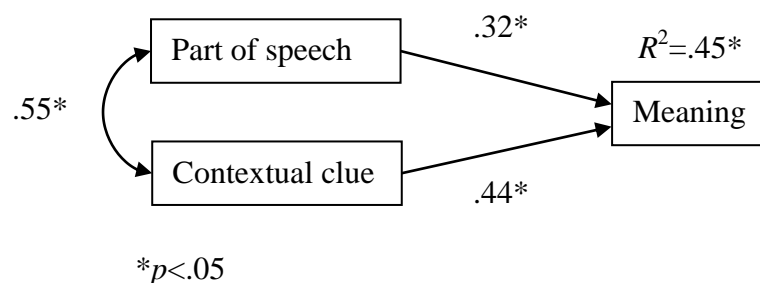 Part of speech
.32*
R²=.45*
.55*
Meaning
Contextual clue
.44*
*p<.05